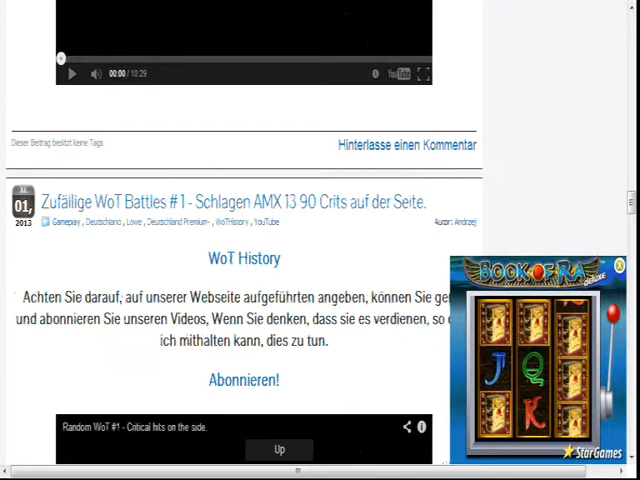 00:00 / 10:29
YouTube
Dieser Beitrag besitzt keine Tags
Hinterlasse einen Kommentar
01,
2013
Zufäilige WoT Battles #1 - Schlagen AMX 13 90 Crits auf der Seite.
Gameplay , Deutschland , Lowe , Deutschland Premium- , WoTHistory , YouTube
Autor: Andrzej
WoT History
Achten Sie darauf, auf unserer Webseite aufgeführten angeben, können Sie ger
und abonnieren Sie unseren Videos, Wenn Sie denken, dass sie es verdienen, so
ich mithalten kann, dies zu tun.
Abonnieren!
Random WoT #1 - Critical hits on the side.
Up
BOOK OF RA
deluxe
J Q
K
StarGames